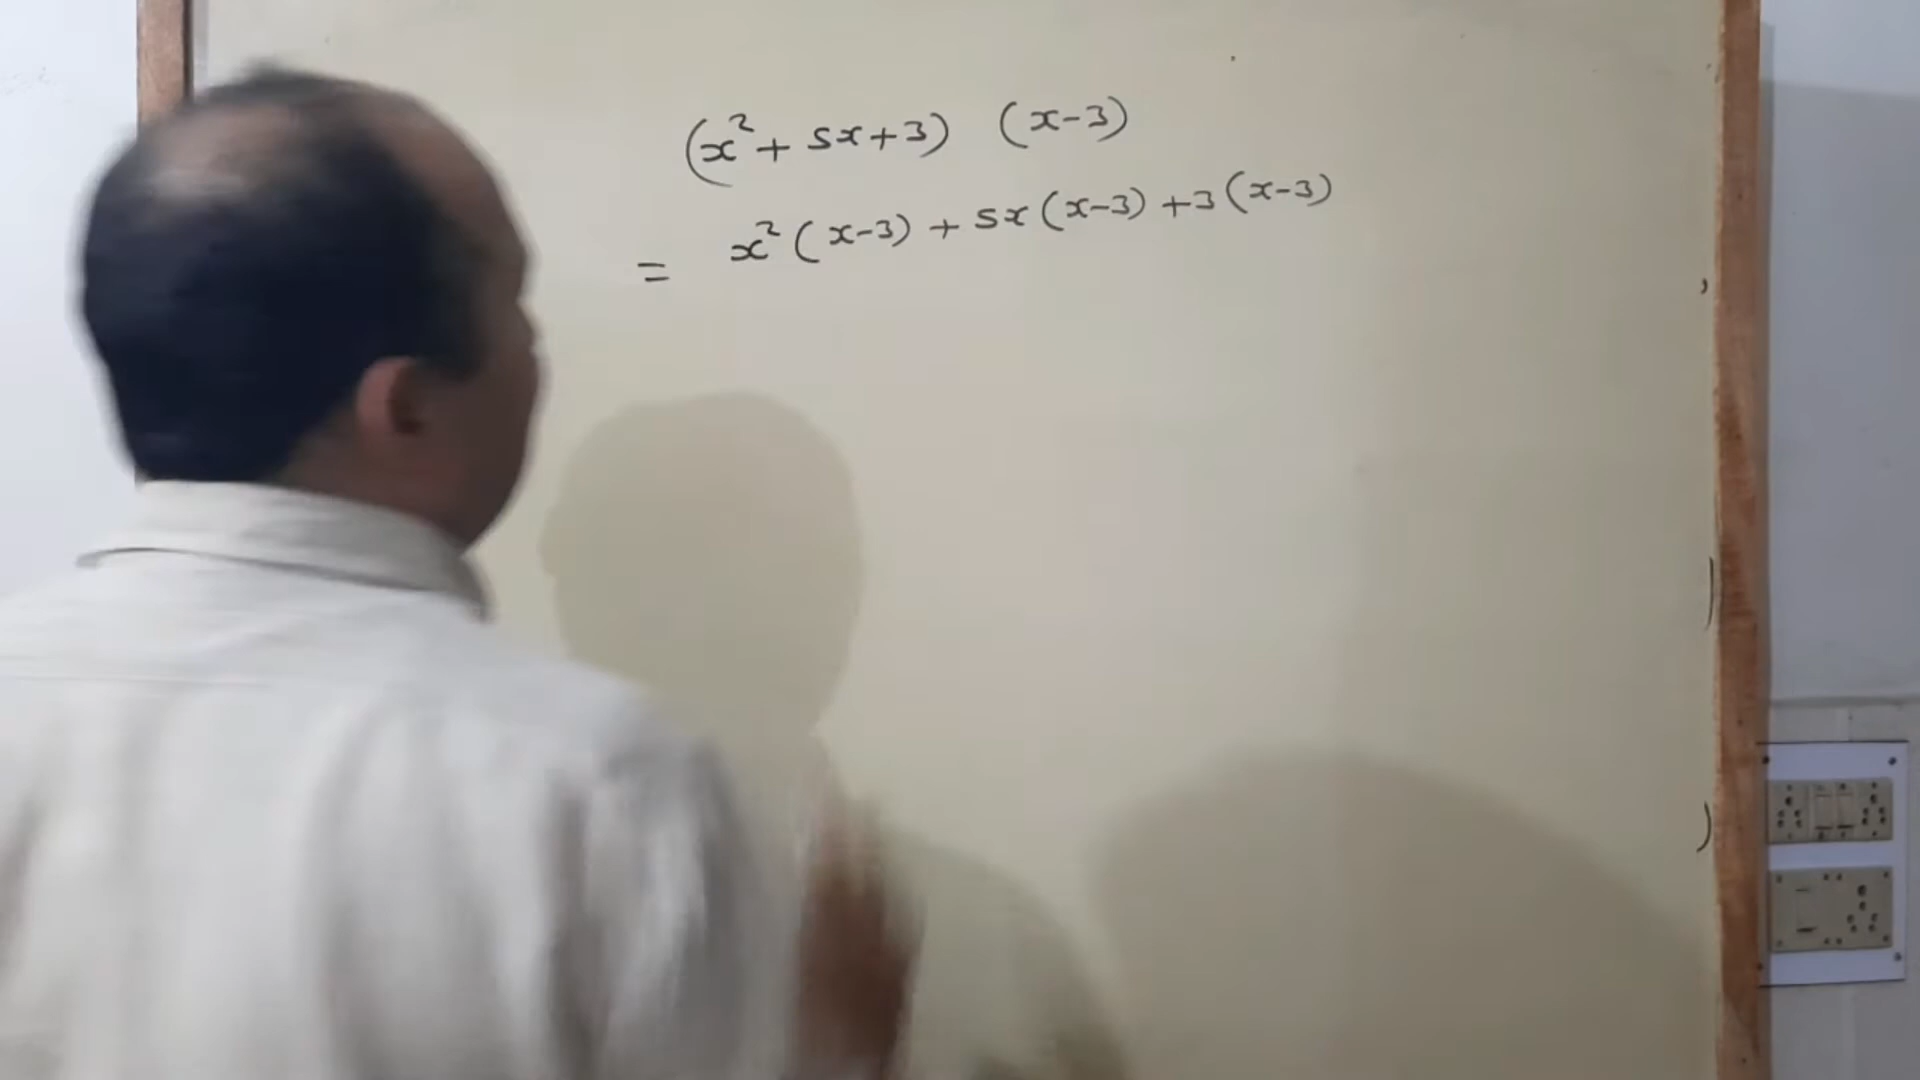 (x² + 5x + 3) (x - 3)
= x² (x - 3) + 5x (x - 3) + 3 (x - 3)